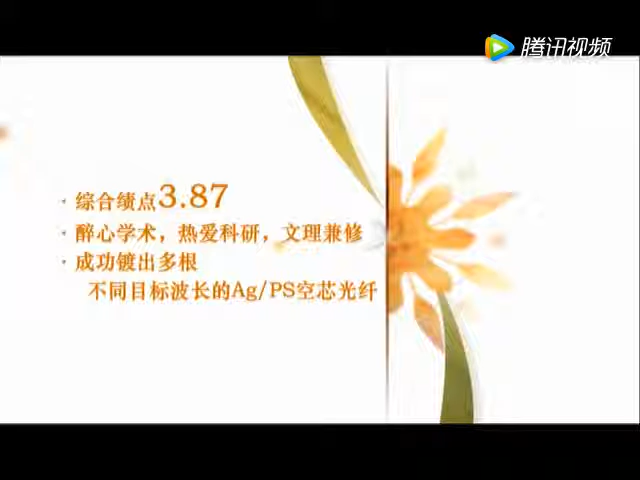 腾讯视频
· 综合绩点3.87
· 醉心学术，热爱科研，文理兼修
· 成功镀出多根
不同目标波长的Ag/PS空芯光纤